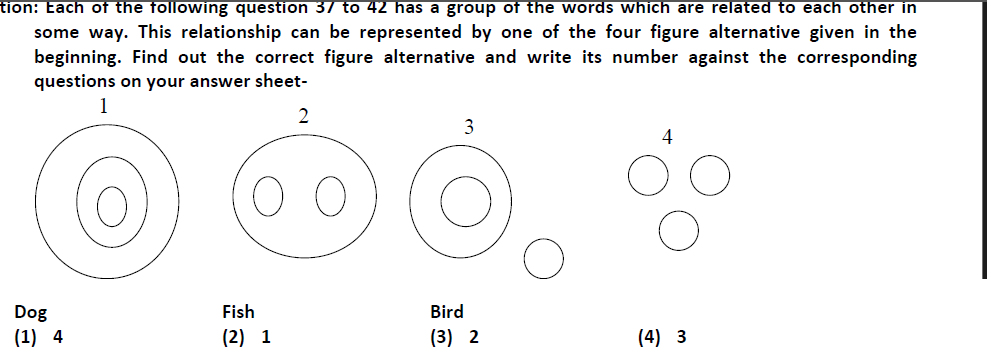 tion: Each of the following question 37 to 42 has a group of the words which are related to each other in
some way. This relationship can be represented by one of the four figure alternative given in the
beginning. Find out the correct figure alternative and write its number against the corresponding
questions on your answer sheet-
1 2 3 4
Dog Fish Bird
(1) 4 (2) 1 (3) 2 (4) 3